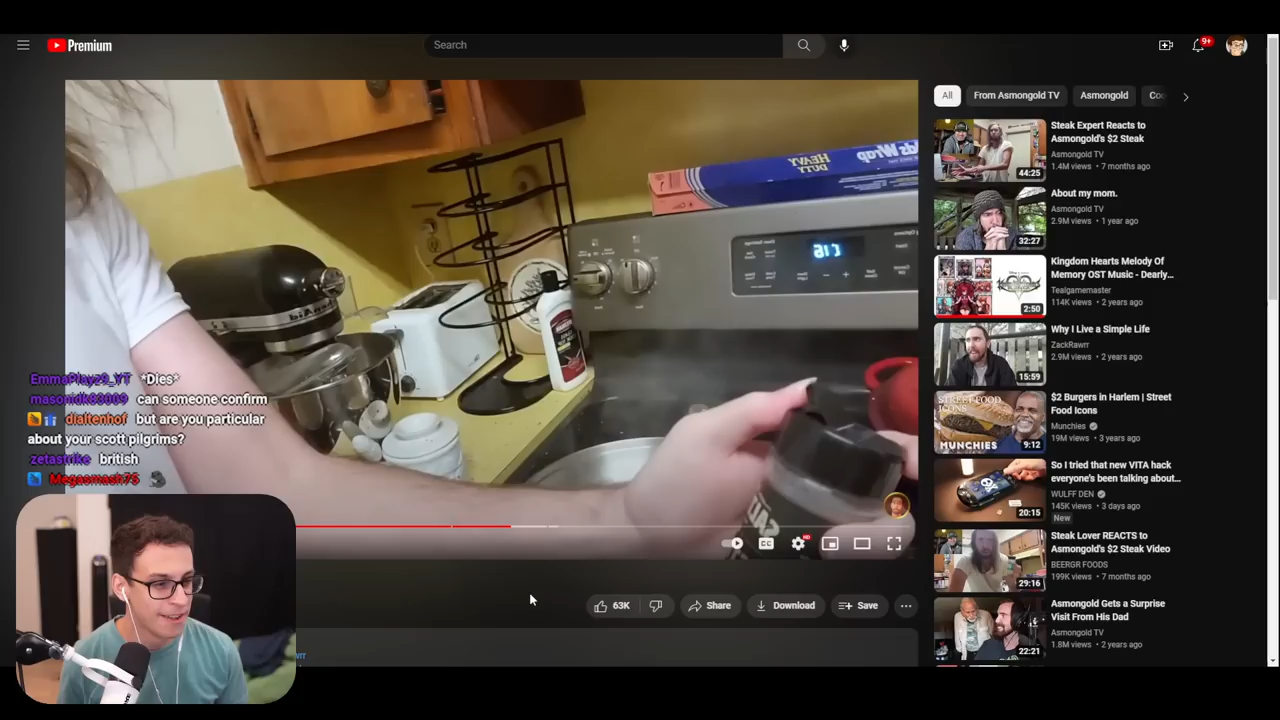 Premium
Search
9+
All
From Asmongold TV
Asmongold
Steak Expert Reacts to
Asmongold's $2 Steak
Asmongold TV
1.4M views • 7 months ago
44:25
About my mom.
Asmongold TV
2.9M views • 1 year ago
32:27
Kingdom Hearts Melody Of
Memory OST Music - Dearly...
Tealgamemaster
114K views • 2 years ago
2:50
Why I Live a Simple Life
ZackRawrr
2.9M views • 2 years ago
15:59
$2 Burgers in Harlem | Street
Food Icons
Munchies
19M views • 3 years ago
STREET FOOD
ICONS
MUNCHIES
9:12
So I tried that new VITA hack
everyone's been talking about...
WULFF DEN
145K views • 3 days ago
New
20:15
Steak Lover REACTS to
Asmongold's $2 Steak Video
BEERGR FOODS
199K views • 7 months ago
29:16
Asmongold Gets a Surprise
Visit From His Dad
Asmongold TV
1.8M views • 2 years ago
22:21
HEAVY
DUTY
EmmaPlayz9_YT *Dies*
can someone confirm
dialtenhof but are you particular
about your scott pilgrims?
zetastrike british
Megasmash75
CC
HD
63K
Share
Download
Save